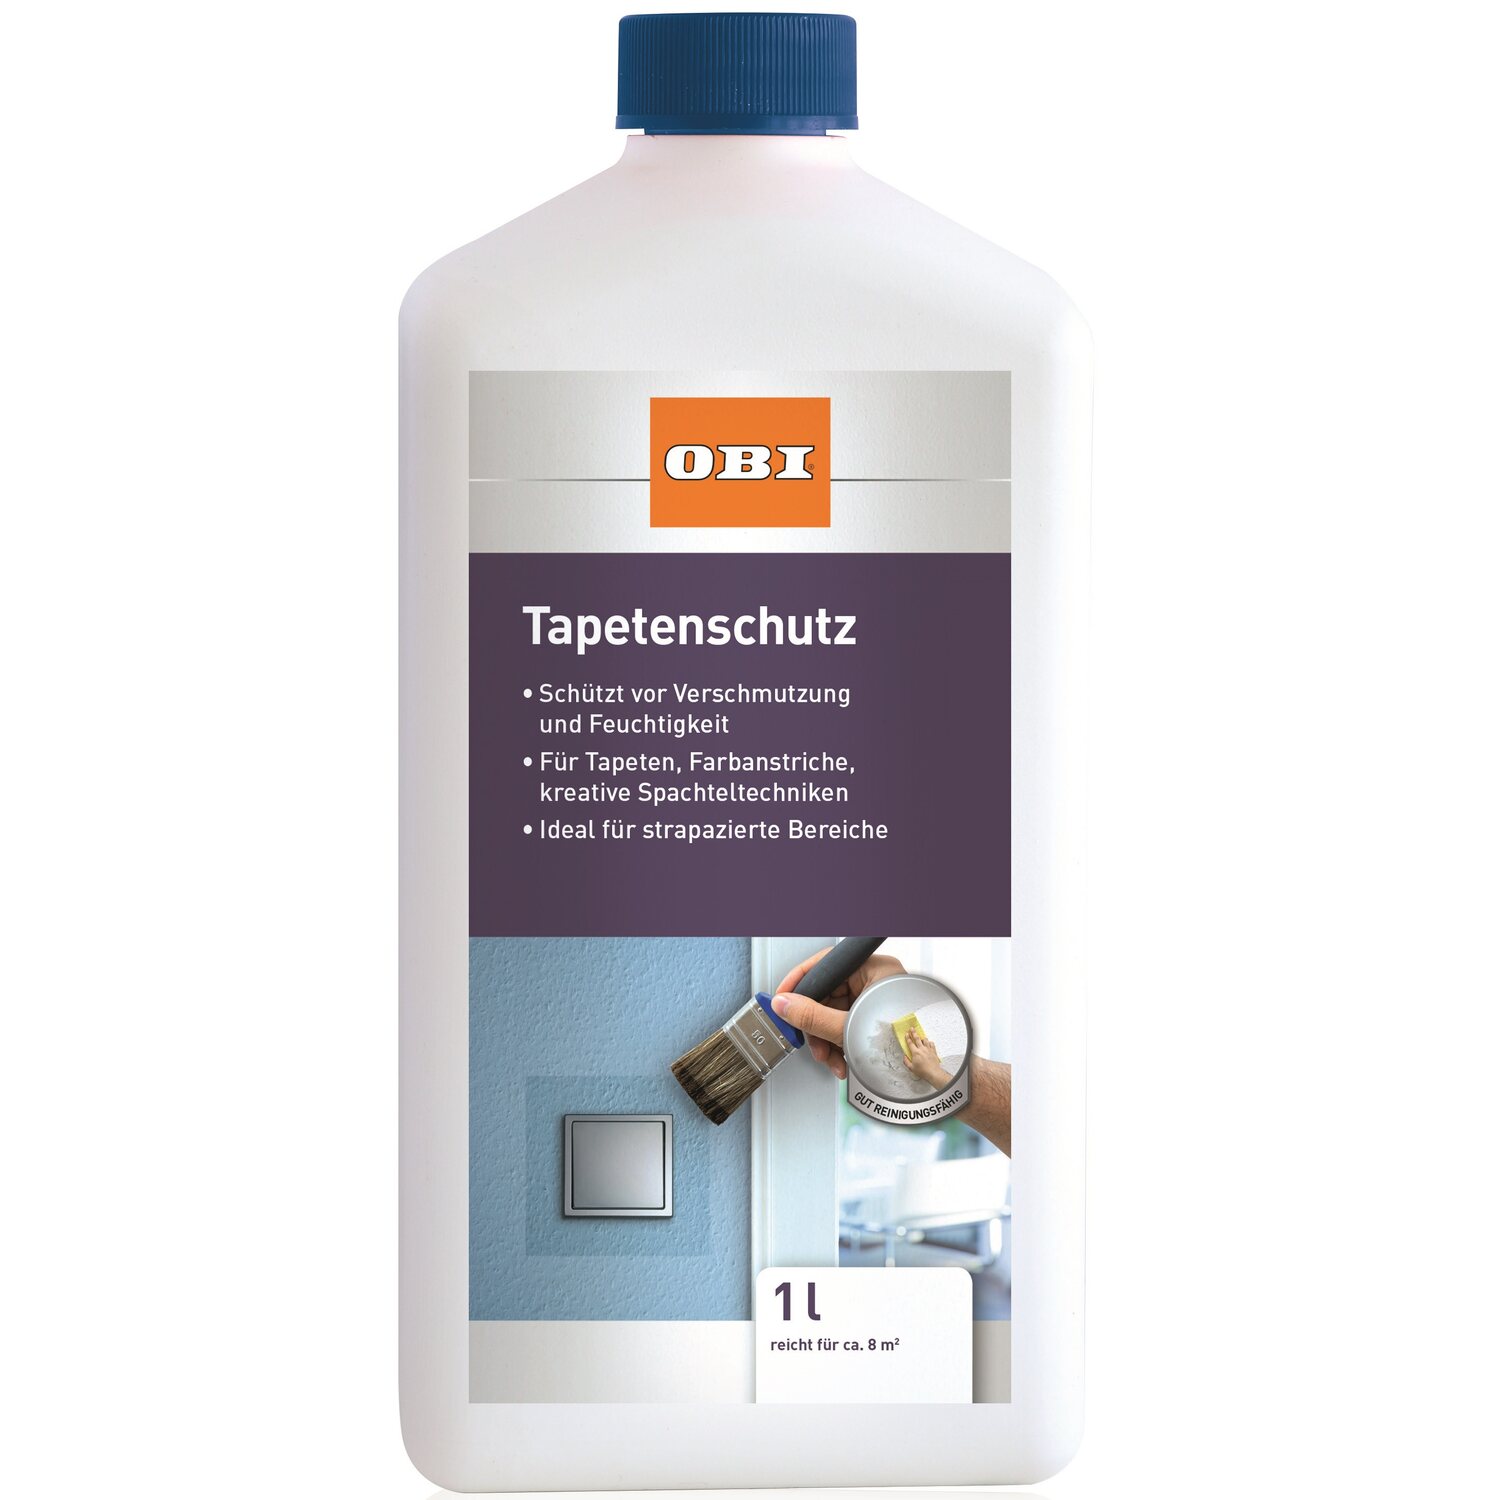 OBI®
Tapetenschutz
• Schützt vor Verschmutzung
und Feuchtigkeit
• Für Tapeten, Farbanstriche,
kreative Spachteltechniken
• Ideal für strapazierte Bereiche
50
GUT REINIGUNGSFÄHIG
1 l
reicht für ca. 8 m²